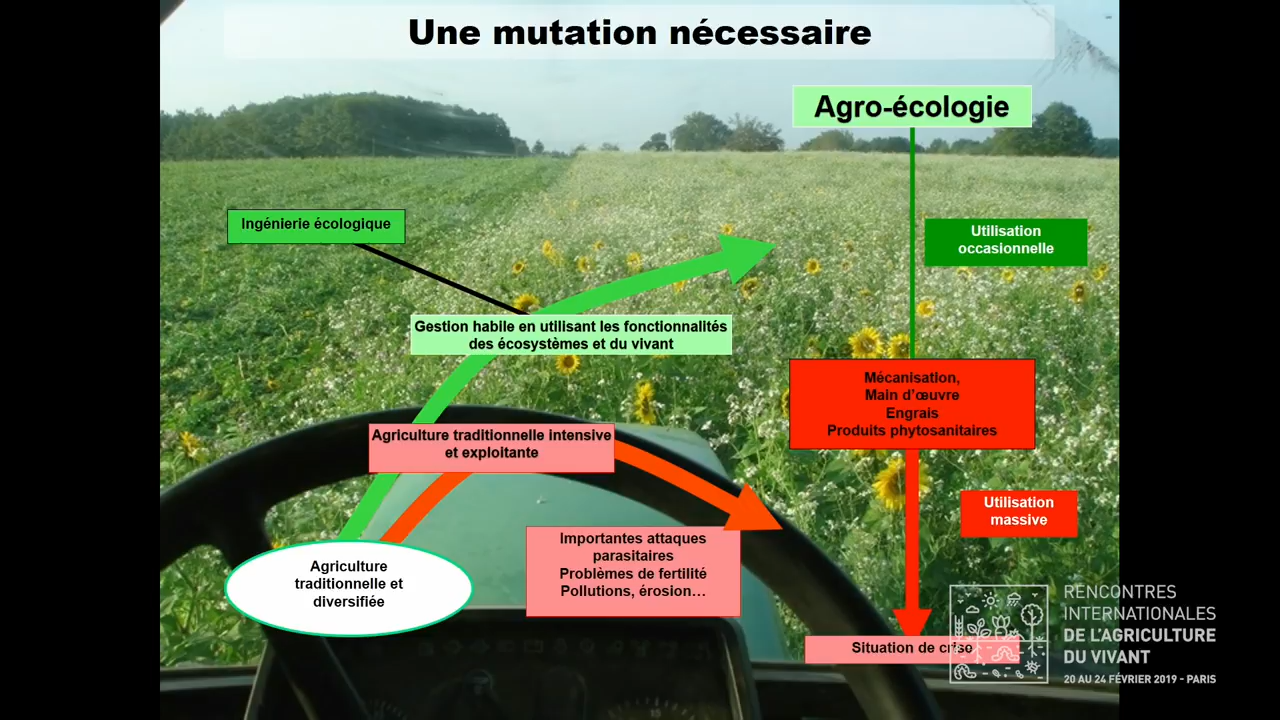 Une mutation nécessaire
Agro-écologie
Ingénierie écologique
Utilisation
occasionnelle
Gestion habile en utilisant les fonctionnalités
des écosystèmes et du vivant
Mécanisation,
Main d'œuvre
Engrais
Produits phytosanitaires
Agriculture traditionnelle intensive
et exploitante
Utilisation
massive
Importantes attaques
parasitaires
Problèmes de fertilité
Pollutions, érosion…
Agriculture
traditionnelle et
diversifiée
Situation de crise
RENCONTRES
INTERNATIONALES
DE L'AGRICULTURE
DU VIVANT
20 AU 24 FÉVRIER 2019 - PARIS